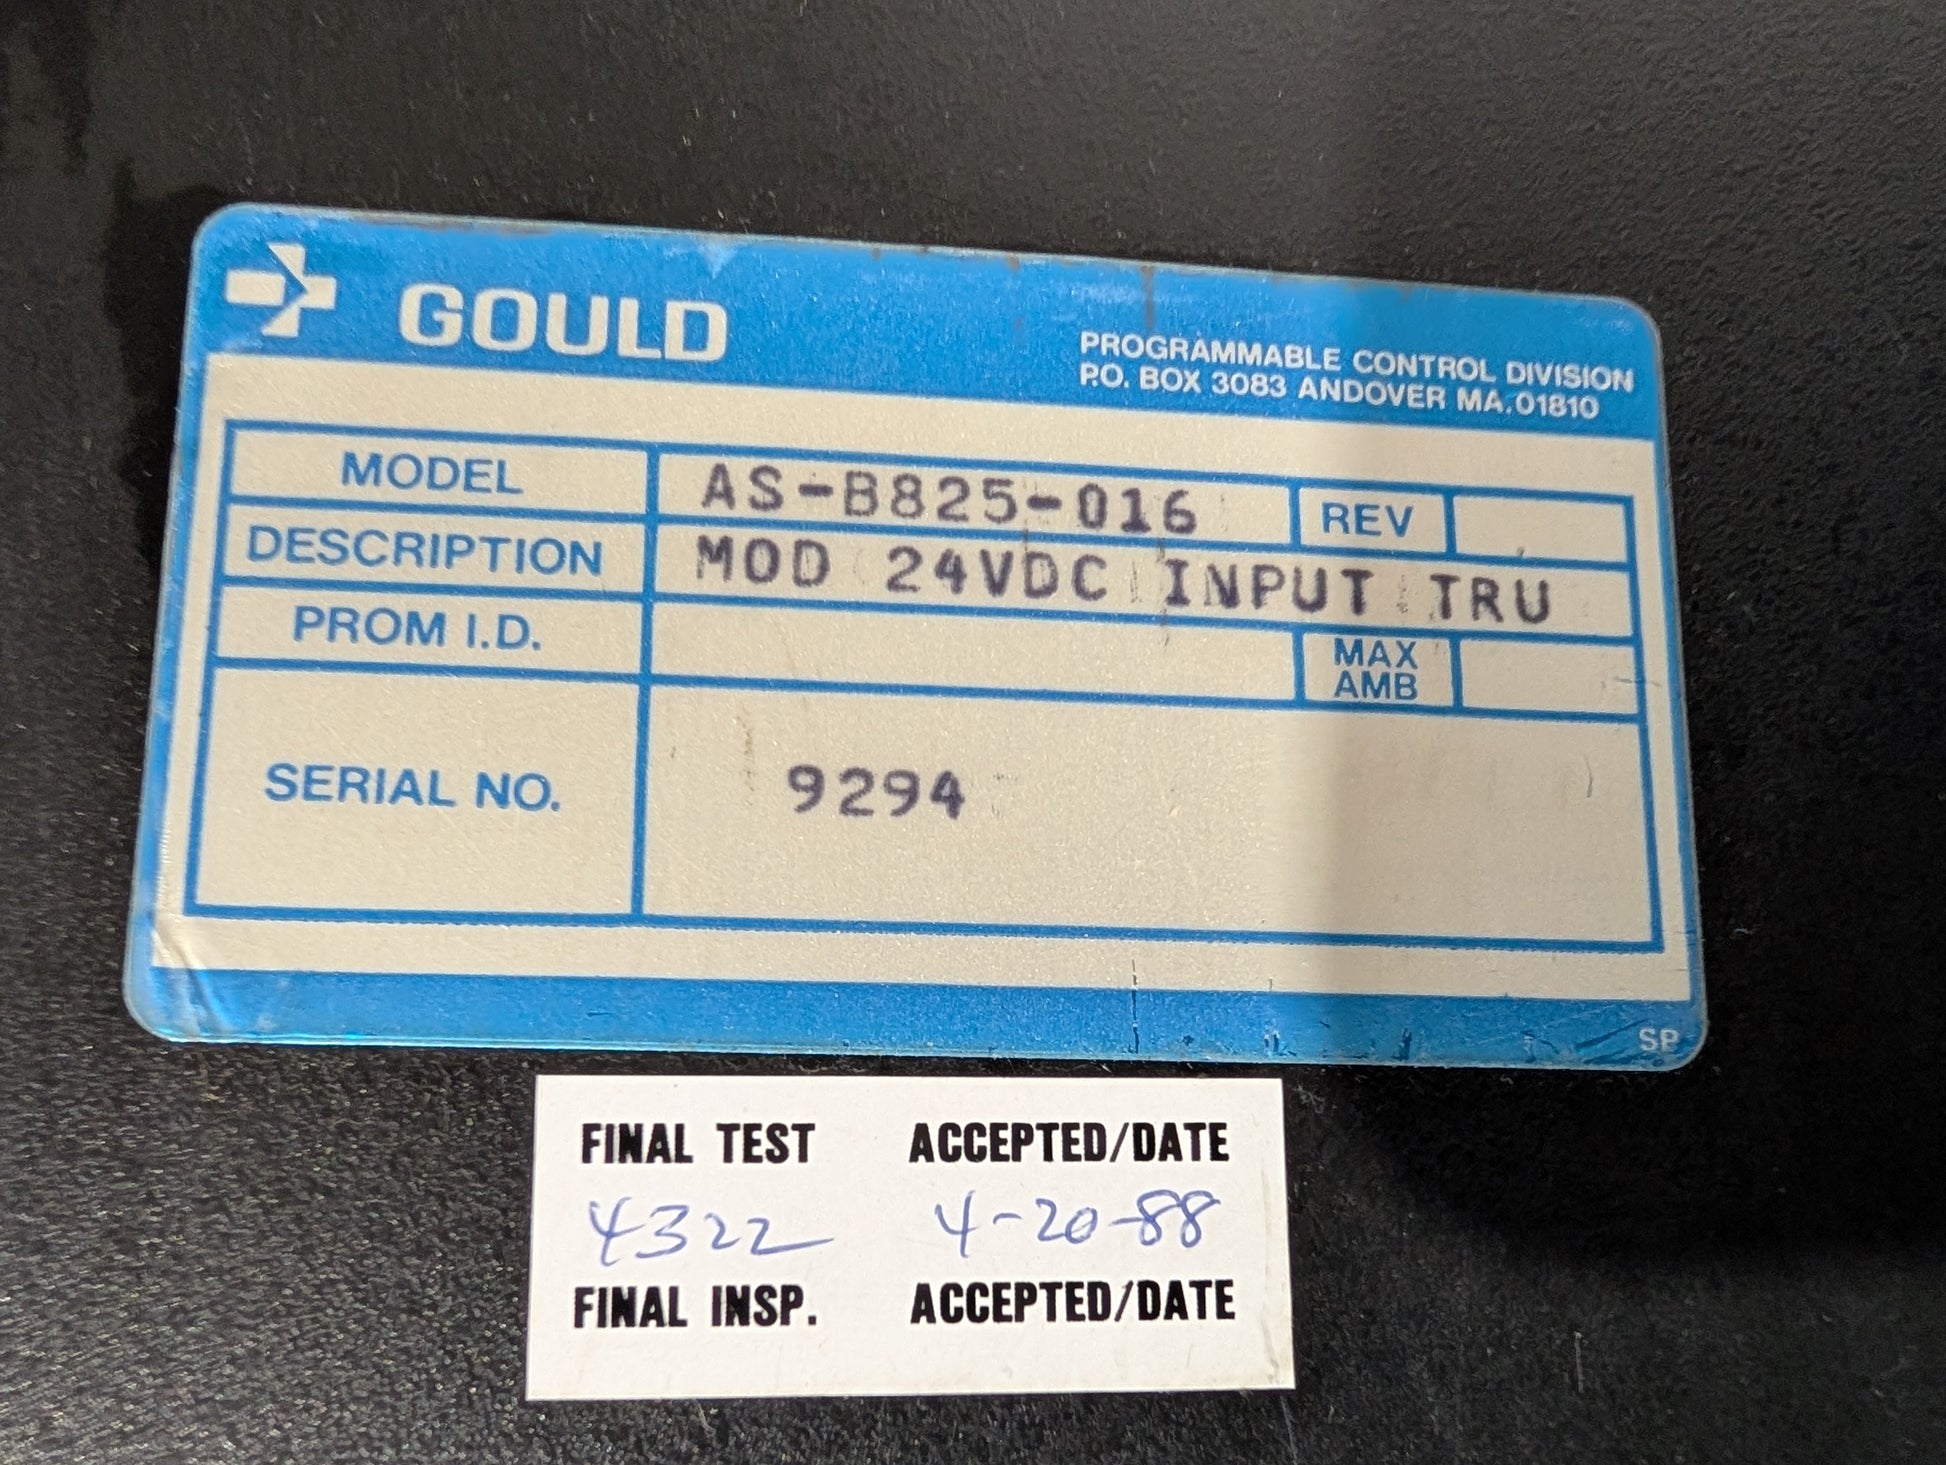 GOULD
PROGRAMMABLE CONTROL DIVISION
P.O. BOX 3083 ANDOVER MA. 01810
MODEL AS-B825-016 REV
DESCRIPTION MOD 24VDC INPUT TRU
PROM I.D. MAX AMB
SERIAL NO. 9294
SP
FINAL TEST ACCEPTED/DATE
4322 4-20-88
FINAL INSP. ACCEPTED/DATE